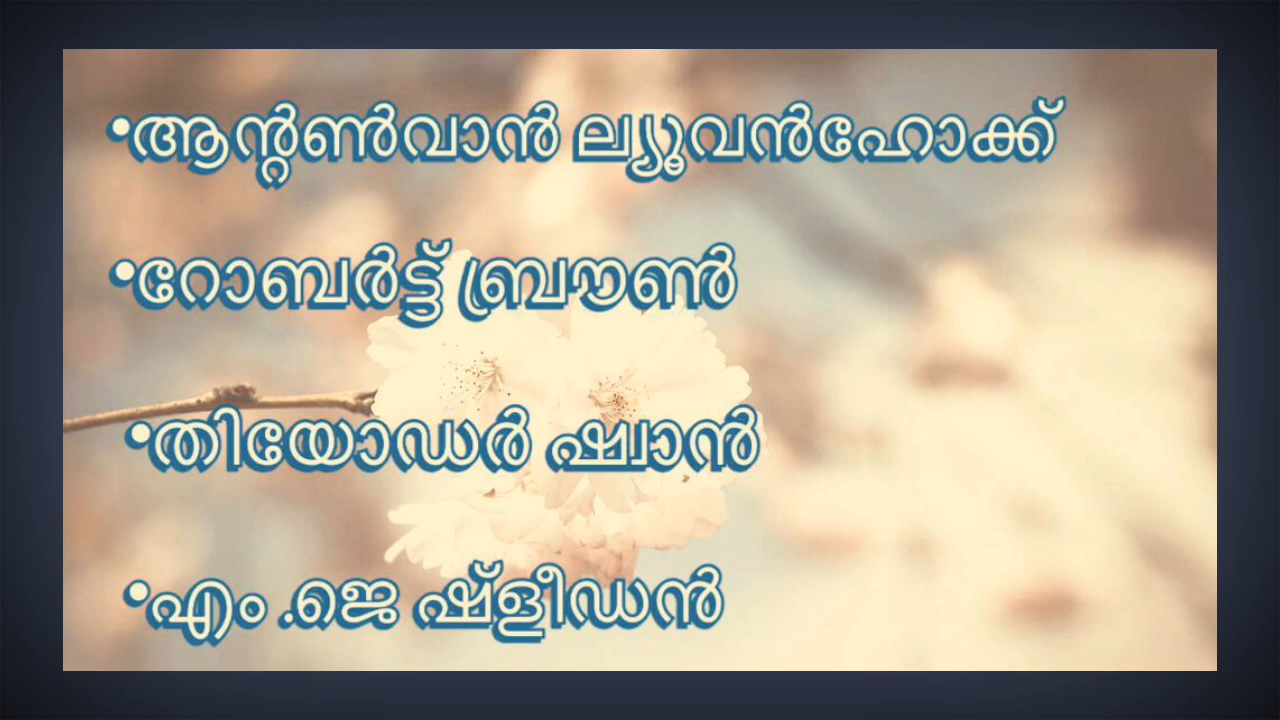 •ആന്റൺവാൻ ല്യൂവൻഹോക്ക്
•റോബർട്ട് ബ്രൗൺ
•തിയോഡർ ഷ്വാൻ
•എം .ജെ ഷ്ളീഡൻ